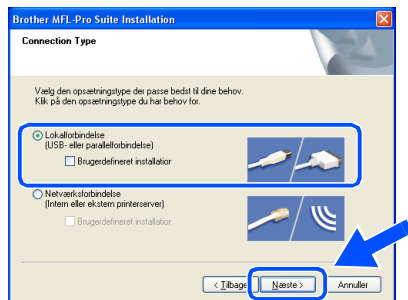 Brother MFL-Pro Suite Installation
Connection Type
Vælg den opsætningstype der passe bedst til dine behov.
Klik på den opsætningstype du har behov for.
Lokalforbindelse
(USB- eller parallelforbindelse)
Brugerdefineret installatior
Netværksforbindelse
(Intern eller ekstern printerserver)
Brugerdefineret installatior
< Tilbage
Næste >
Annuller